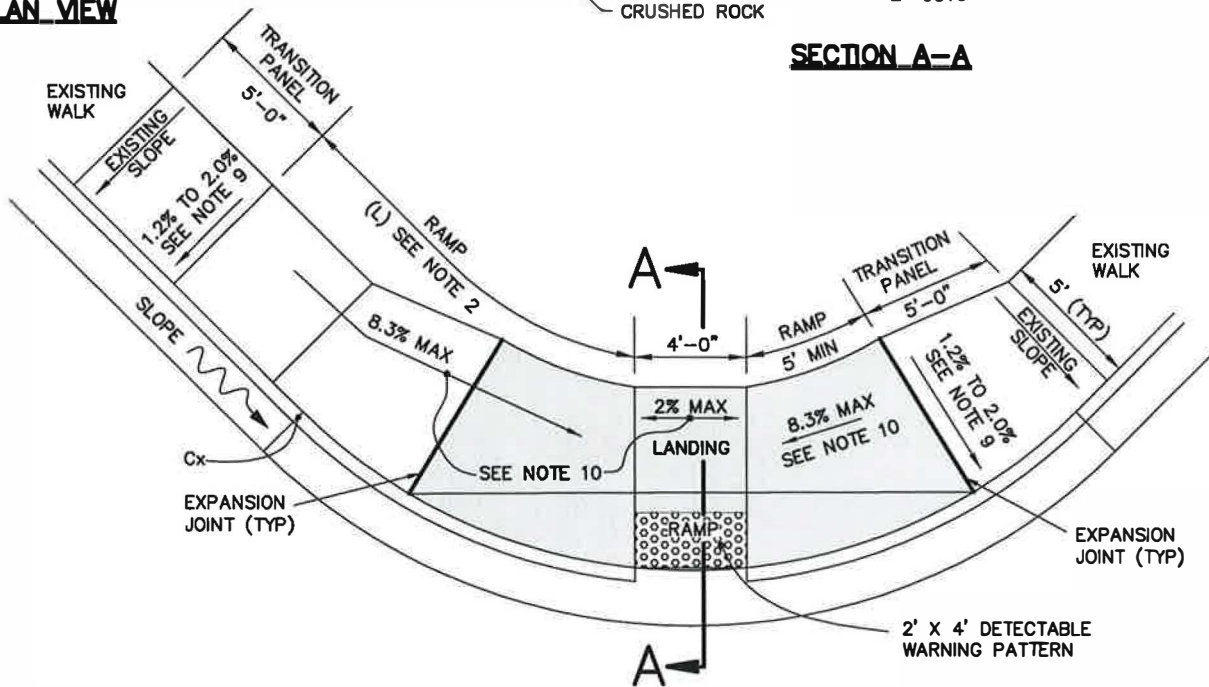 PLAN VIEW
CRUSHED ROCK
SECTION A-A
EXISTING
WALK
TRANSITION
PANEL
5'-0"
EXISTING
SLOPE
1.2% TO 2.0%
SEE NOTE 9
RAMP
(L) SEE NOTE 2
SLOPE
8.3% MAX
Cx
EXPANSION
JOINT (TYP)
SEE NOTE 10
A
4'-0"
2% MAX
LANDING
RAMP
A
RAMP
5' MIN
TRANSITION
PANEL
5'-0"
8.3% MAX
SEE NOTE 10
1.2% TO 2.0%
SEE NOTE 9
EXISTING
SLOPE
5' (TYP)
EXISTING
WALK
EXPANSION
JOINT (TYP)
2' X 4' DETECTABLE
WARNING PATTERN